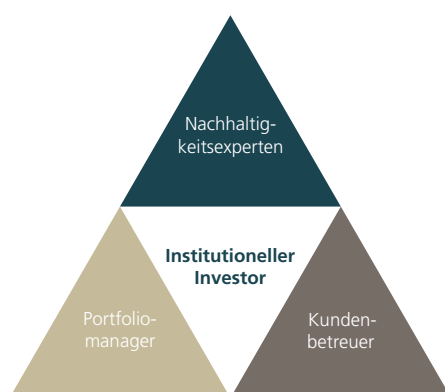 Nachhaltig-
keitsexperten
Institutioneller
Investor
Portfolio-
manager
Kunden-
betreuer